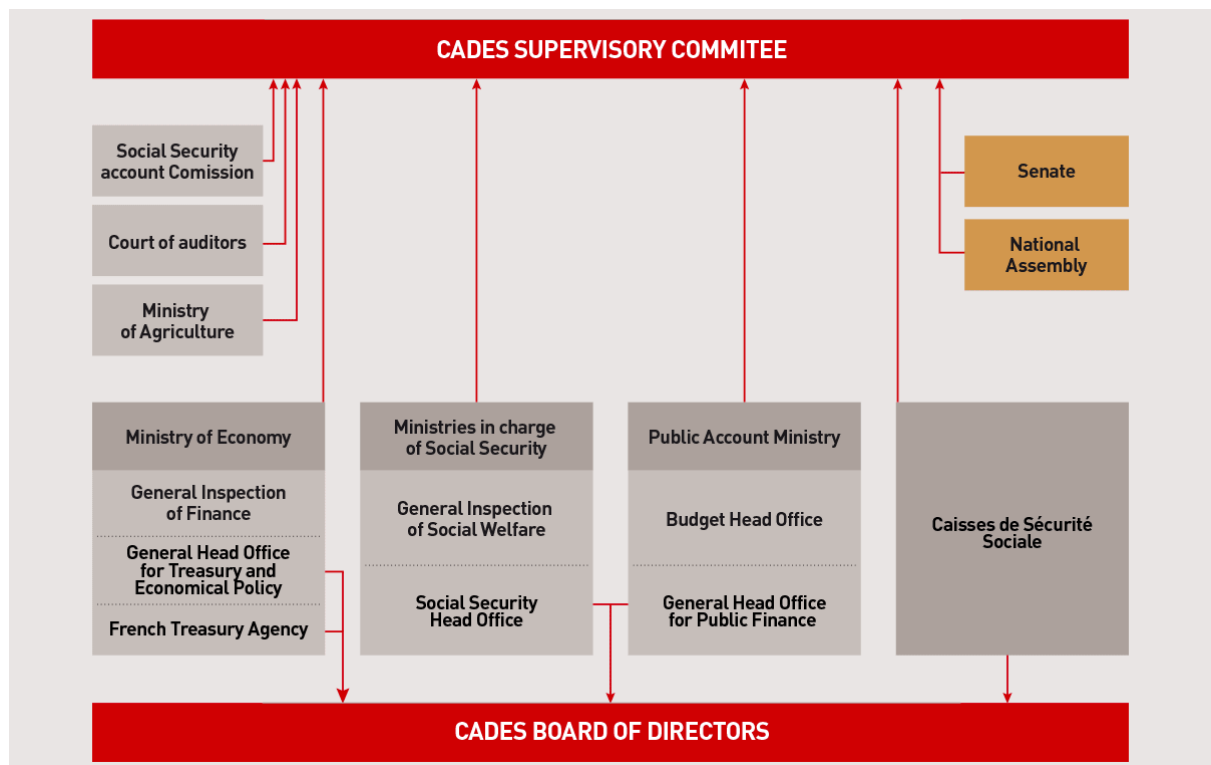 CADES SUPERVISORY COMMITEE
Social Security
account Comission
Court of auditors
Ministry
of Agriculture
Senate
National
Assembly
Ministry of Economy
General Inspection
of Finance
General Head Office
for Treasury and
Economical Policy
French Treasury Agency
Ministries in charge
of Social Security
General Inspection
of Social Welfare
Social Security
Head Office
Public Account Ministry
Budget Head Office
General Head Office
for Public Finance
Caisses de Sécurité
Sociale
CADES BOARD OF DIRECTORS